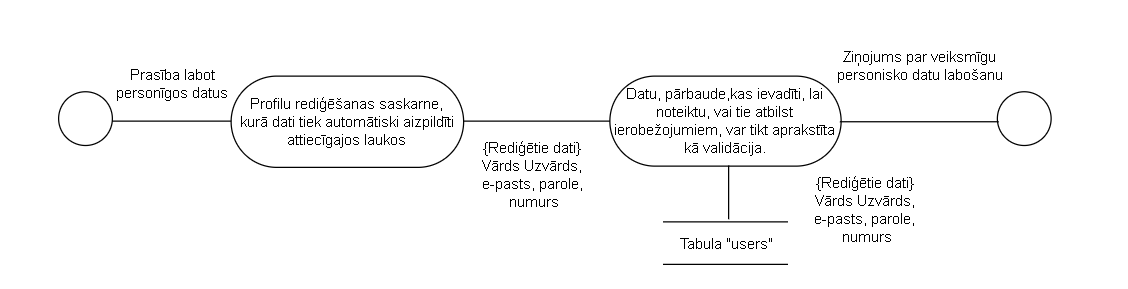 Prasība labot
personīgos datus
Profilu rediģēšanas saskarne,
kurā dati tiek automātiski aizpildīti
attiecīgajos laukos
{Rediģētie dati}
Vārds Uzvārds,
e-pasts, parole,
numurs
Datu, pārbaude,kas ievadīti, lai
noteiktu, vai tie atbilst
ierobežojumiem, var tikt aprakstīta
kā validācija.
Tabula "users"
Ziņojums par veiksmīgu
personisko datu labošanu
{Rediģētie dati}
Vārds Uzvārds,
e-pasts, parole,
numurs